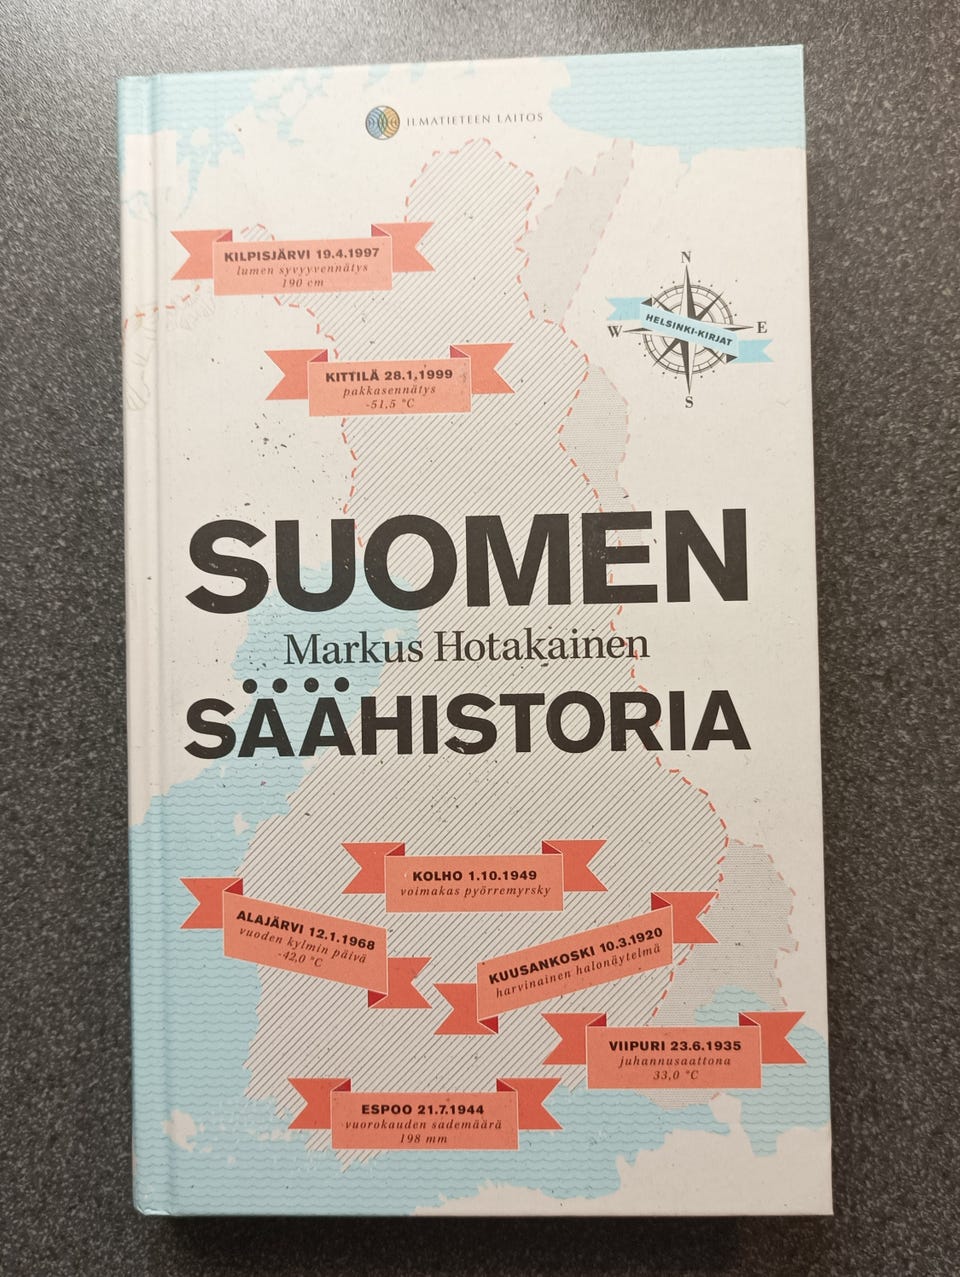 ILMATIETEEN LAITOS
KILPISJÄRVI 19.4.1997
lumen syvyyvennätys
190 cm
N
W
E
S
HELSINKI-KIRJAT
KITTILÄ 28.1.1999
pakkasennätys
-51,5 °C
SUOMEN
Markus Hotakainen
SÄÄHISTORIA
KOLHO 1.10.1949
voimakas pyörremyrsky
ALAJÄRVI 12.1.1968
vuoden kylmin päivä
-42,0 °C
KUUSANKOSKI 10.3.1920
harvinainen halonäytelmä
VIIPURI 23.6.1935
juhannusaattona
33,0 °C
ESPOO 21.7.1944
vuorokauden sademäärä
198 mm